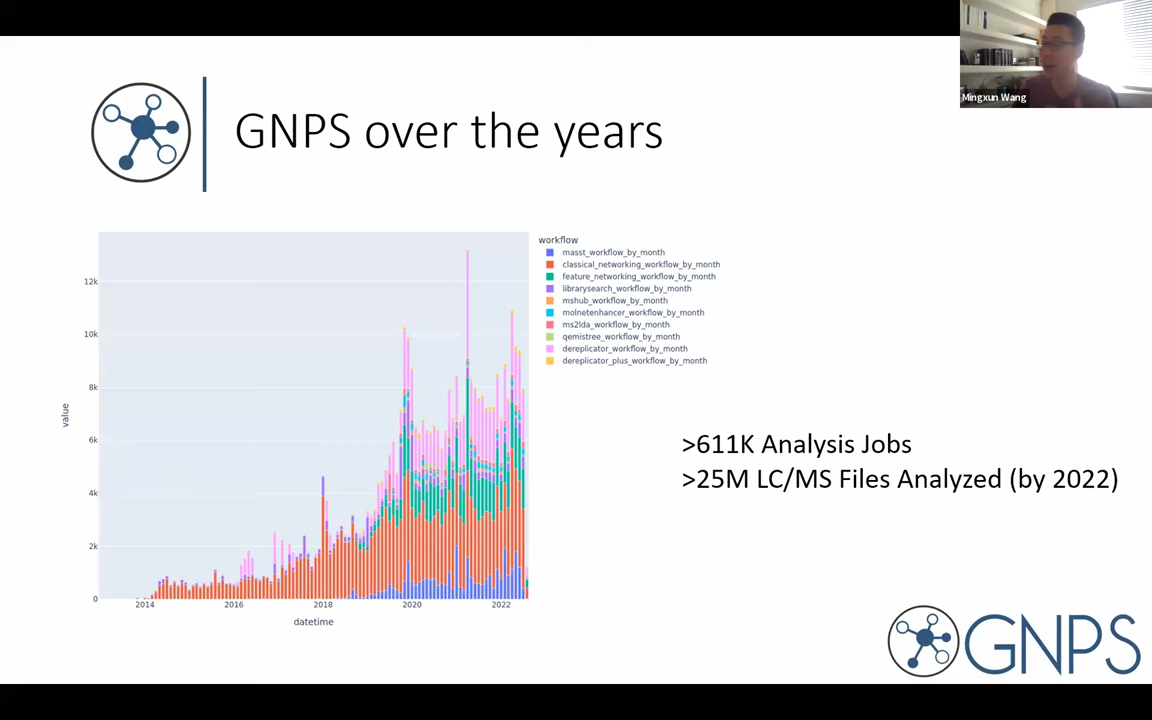 Mingxun Wang
GNPS over the years
workflow
masst_workflow_by_month
classical_networking_workflow_by_month
feature_networking_workflow_by_month
librarysearch_workflow_by_month
mshub_workflow_by_month
molnetenhancer_workflow_by_month
ms2lda_workflow_by_month
qemistree_workflow_by_month
dereplicator_workflow_by_month
dereplicator_plus_workflow_by_month
12k
10k
8k
6k
4k
2k
0
value
2014 2016 2018 2020 2022
datetime
>611K Analysis Jobs
>25M LC/MS Files Analyzed (by 2022)
GNPS